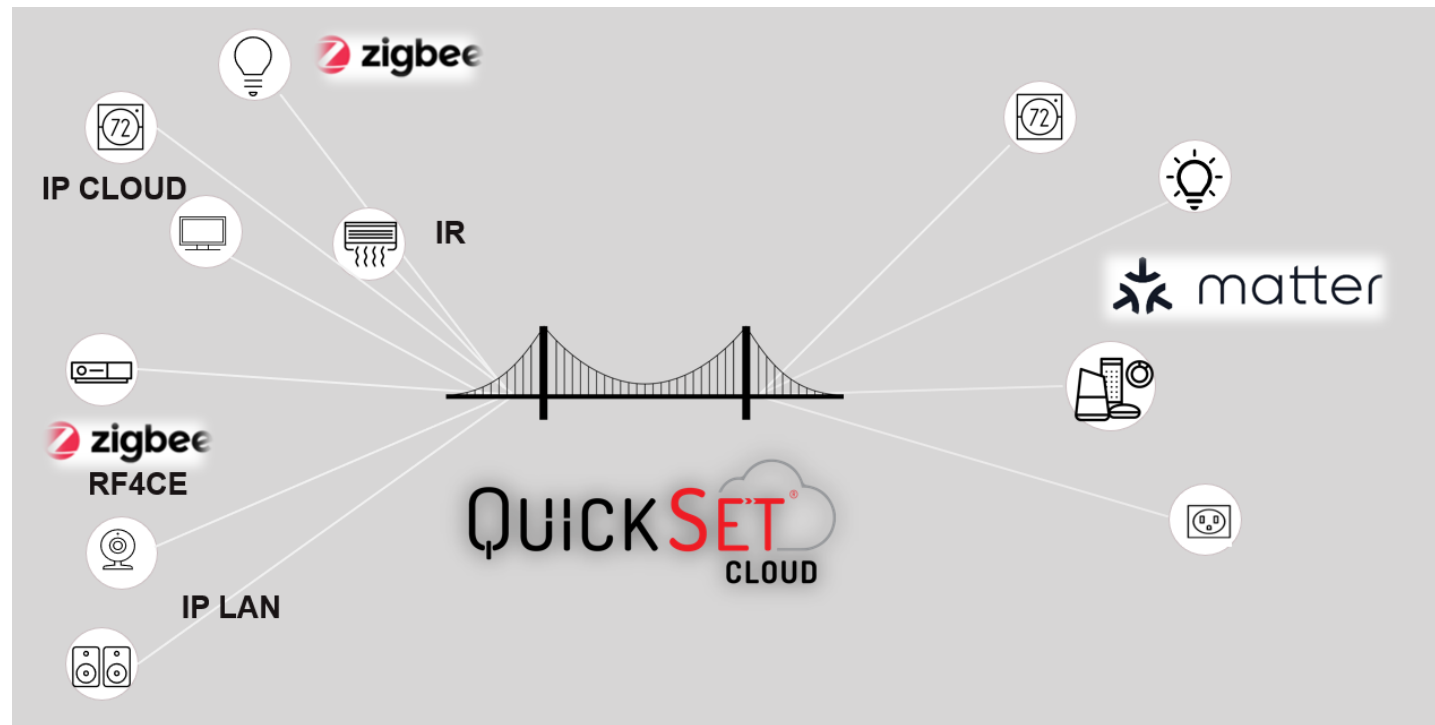 zigbee
72
IP CLOUD
IR
zigbee
RF4CE
IP LAN
QUICKSET®
CLOUD
72
matter